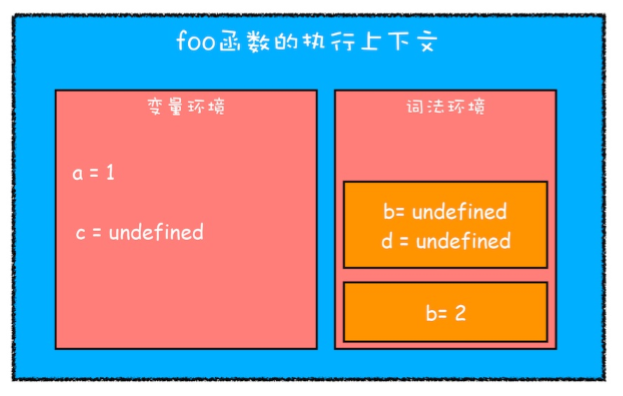 foo函数的执行上下文
变量环境
a = 1
c = undefined
词法环境
b= undefined
d = undefined
b= 2